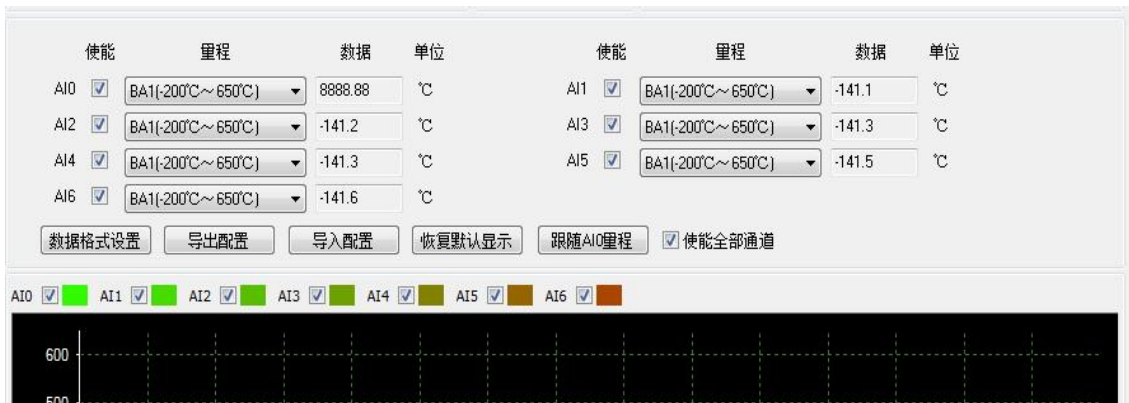 使能 量程 数据 单位 使能 量程 数据 单位
AI0 BA1(-200℃～650℃) 8888.88 ℃ AI1 BA1(-200℃～650℃) -141.1 ℃
AI2 BA1(-200℃～650℃) -141.2 ℃ AI3 BA1(-200℃～650℃) -141.3 ℃
AI4 BA1(-200℃～650℃) -141.3 ℃ AI5 BA1(-200℃～650℃) -141.5 ℃
AI6 BA1(-200℃～650℃) -141.6 ℃
数据格式设置 导出配置 导入配置 恢复默认显示 跟随AI0里程 使能全部通道
AI0 AI1 AI2 AI3 AI4 AI5 AI6
600
500